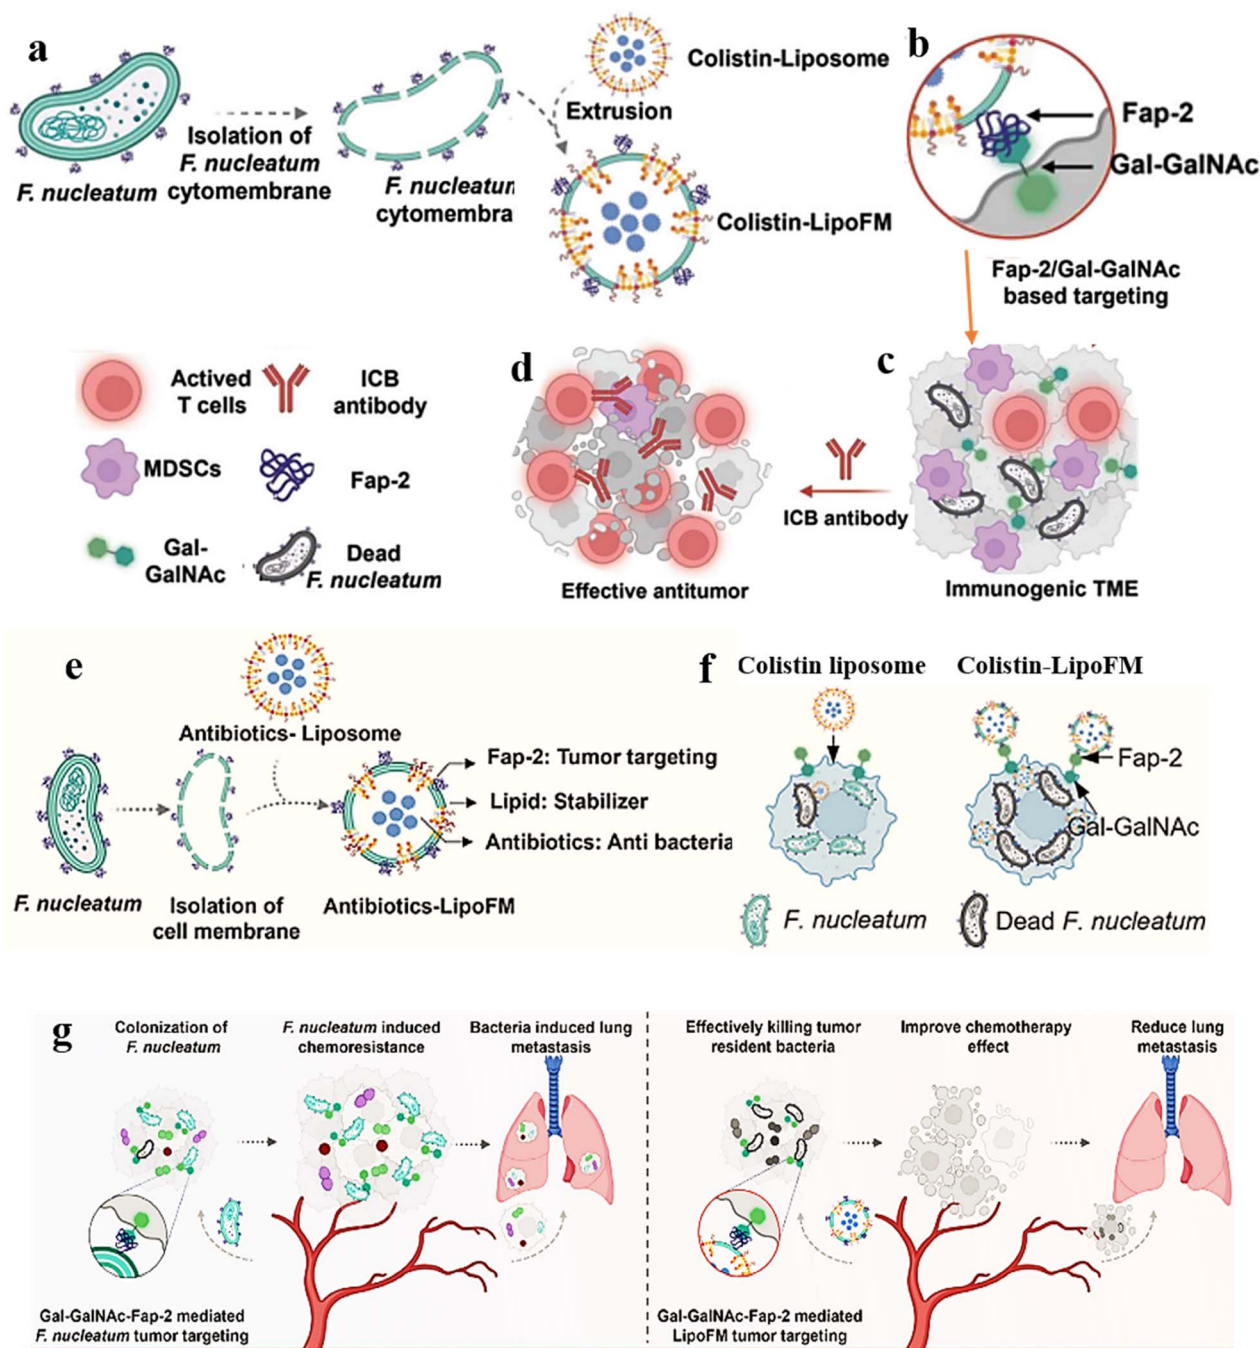 a
F. nucleatum
Isolation of
F. nucleatum
cytomembrane
F. nucleatun
cytomembra
Colistin-Liposome
Extrusion
Colistin-LipoFM
b
Fap-2
Gal-GalNAc
Fap-2/Gal-GalNAc
based targeting
Actived
T cells
ICB
antibody
MDSCs
Fap-2
Gal-
GalNAc
Dead
F. nucleatum
d
Effective antitumor
ICB antibody
c
Immunogenic TME
e
Antibiotics- Liposome
F. nucleatum
Isolation of
cell membrane
Antibiotics-LipoFM
Fap-2: Tumor targeting
Lipid: Stabilizer
Antibiotics: Anti bacteria
f
Colistin liposome
Colistin-LipoFM
Fap-2
Gal-GalNAc
F. nucleatum
Dead F. nucleatum
g
Colonization of
F. nucleatum
F. nucleatum induced
chemoresistance
Bacteria induced lung
metastasis
Gal-GalNAc-Fap-2 mediated
F. nucleatum tumor targeting
Effectively killing tumor
resident bacteria
Improve chemotherapy
effect
Reduce lung
metastasis
Gal-GalNAc-Fap-2 mediated
LipoFM tumor targeting